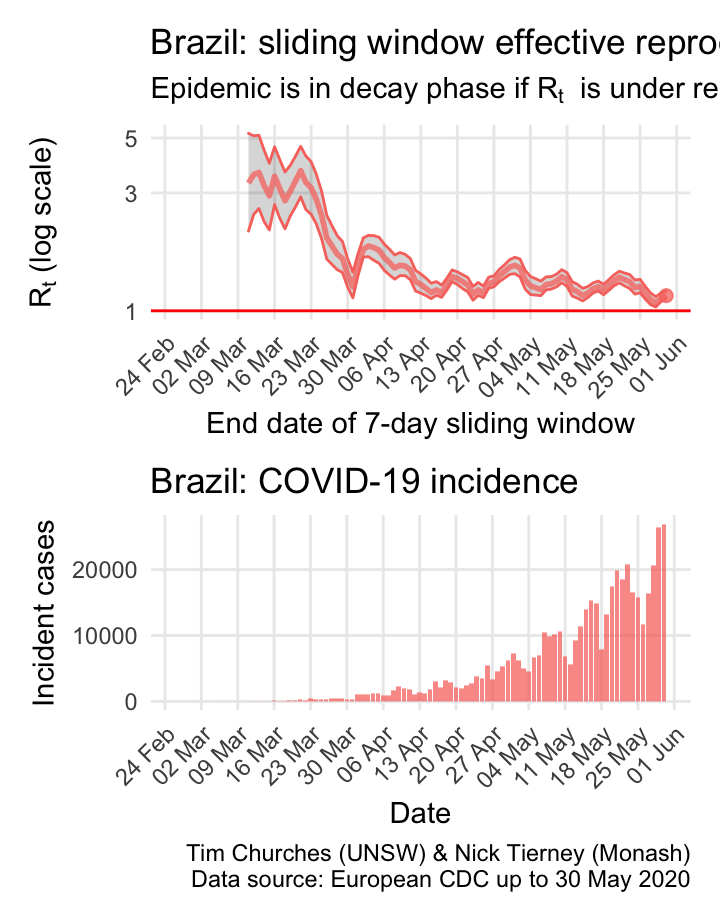 Brazil: sliding window effective repro
Epidemic is in decay phase if Rt is under re
5
3
1
Rt (log scale)
24 Feb 02 Mar 09 Mar 16 Mar 23 Mar 30 Mar 06 Apr 13 Apr 20 Apr 27 Apr 04 May 11 May 18 May 25 May 01 Jun
End date of 7-day sliding window
Brazil: COVID-19 incidence
20000
10000
0
Incident cases
24 Feb 02 Mar 09 Mar 16 Mar 23 Mar 30 Mar 06 Apr 13 Apr 20 Apr 27 Apr 04 May 11 May 18 May 25 May 01 Jun
Date
Tim Churches (UNSW) & Nick Tierney (Monash)
Data source: European CDC up to 30 May 2020